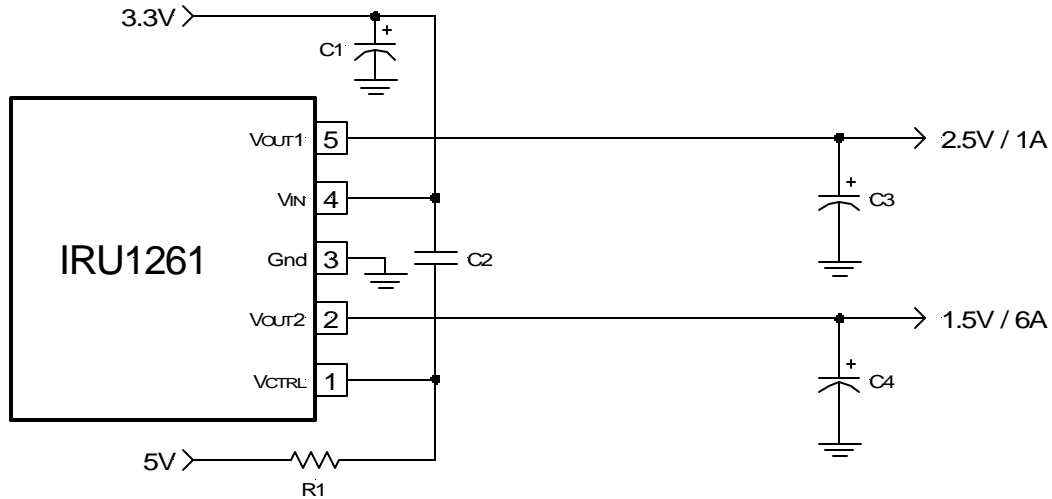 3.3V
+
C1
VOUT1 5
2.5V / 1A
VIN 4
+
C3
IRU1261
Gnd 3
C2
VOUT2 2
1.5V / 6A
VCTRL 1
+
C4
5V
R1